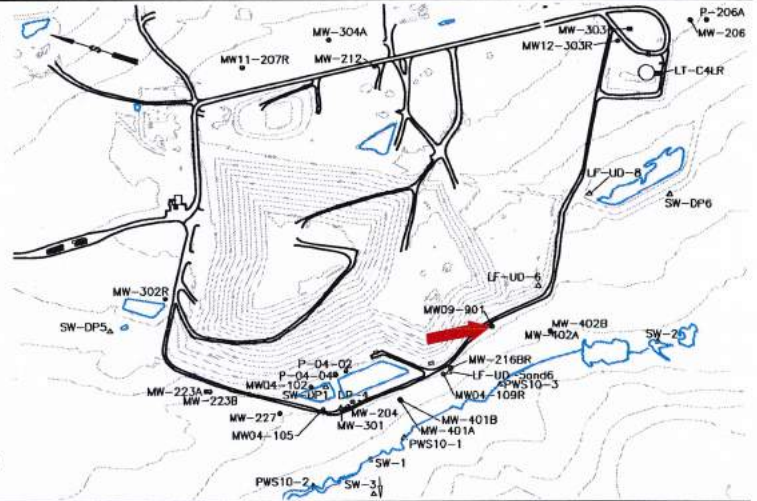 P-206A
MW-304A
MW-303
MW-206
MW12-303R
MW11-207R
MW-212
LT-C4LR
LF-UD-8
SW-DP6
LF-UD-6
MW-302R
MW09-901
SW-DP5
MW-402B
MW-402A
SW-2
P-04-02
P-04-04
MW-216BR
MW04-102
LF-UD-Sand6
SW-DP1
DP-4
PWS10-3
MW-223A
MW-223B
MW04-109R
MW-204
MW-227
MW-301
MW-401B
MW04-105
MW-401A
PWS10-1
SW-1
PWS10-2
SW-3